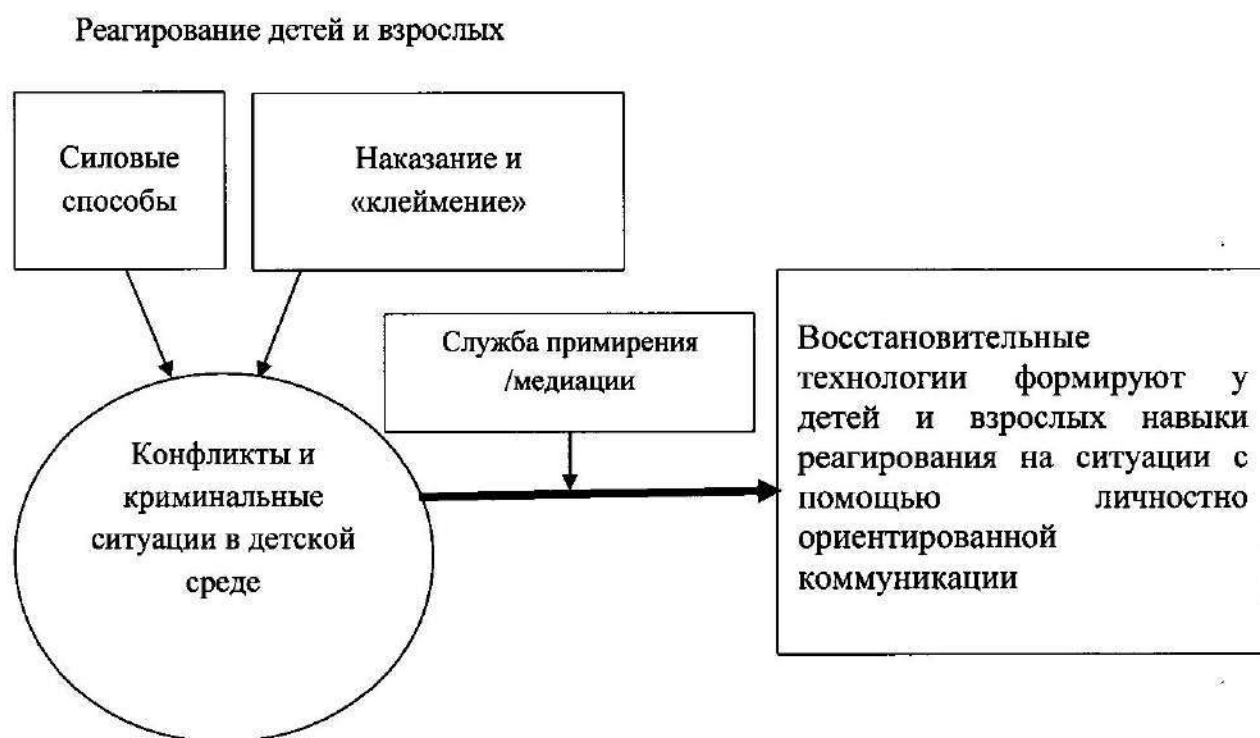 Реагирование детей и взрослых
Силовые
способы
Наказание и
«клеймение»
Служба примирения
/медиации
Конфликты и
криминальные
ситуации в детской
среде
Восстановительные
технологии формируют у
детей и взрослых навыки
реагирования на ситуации с
помощью личностно
ориентированной
коммуникации